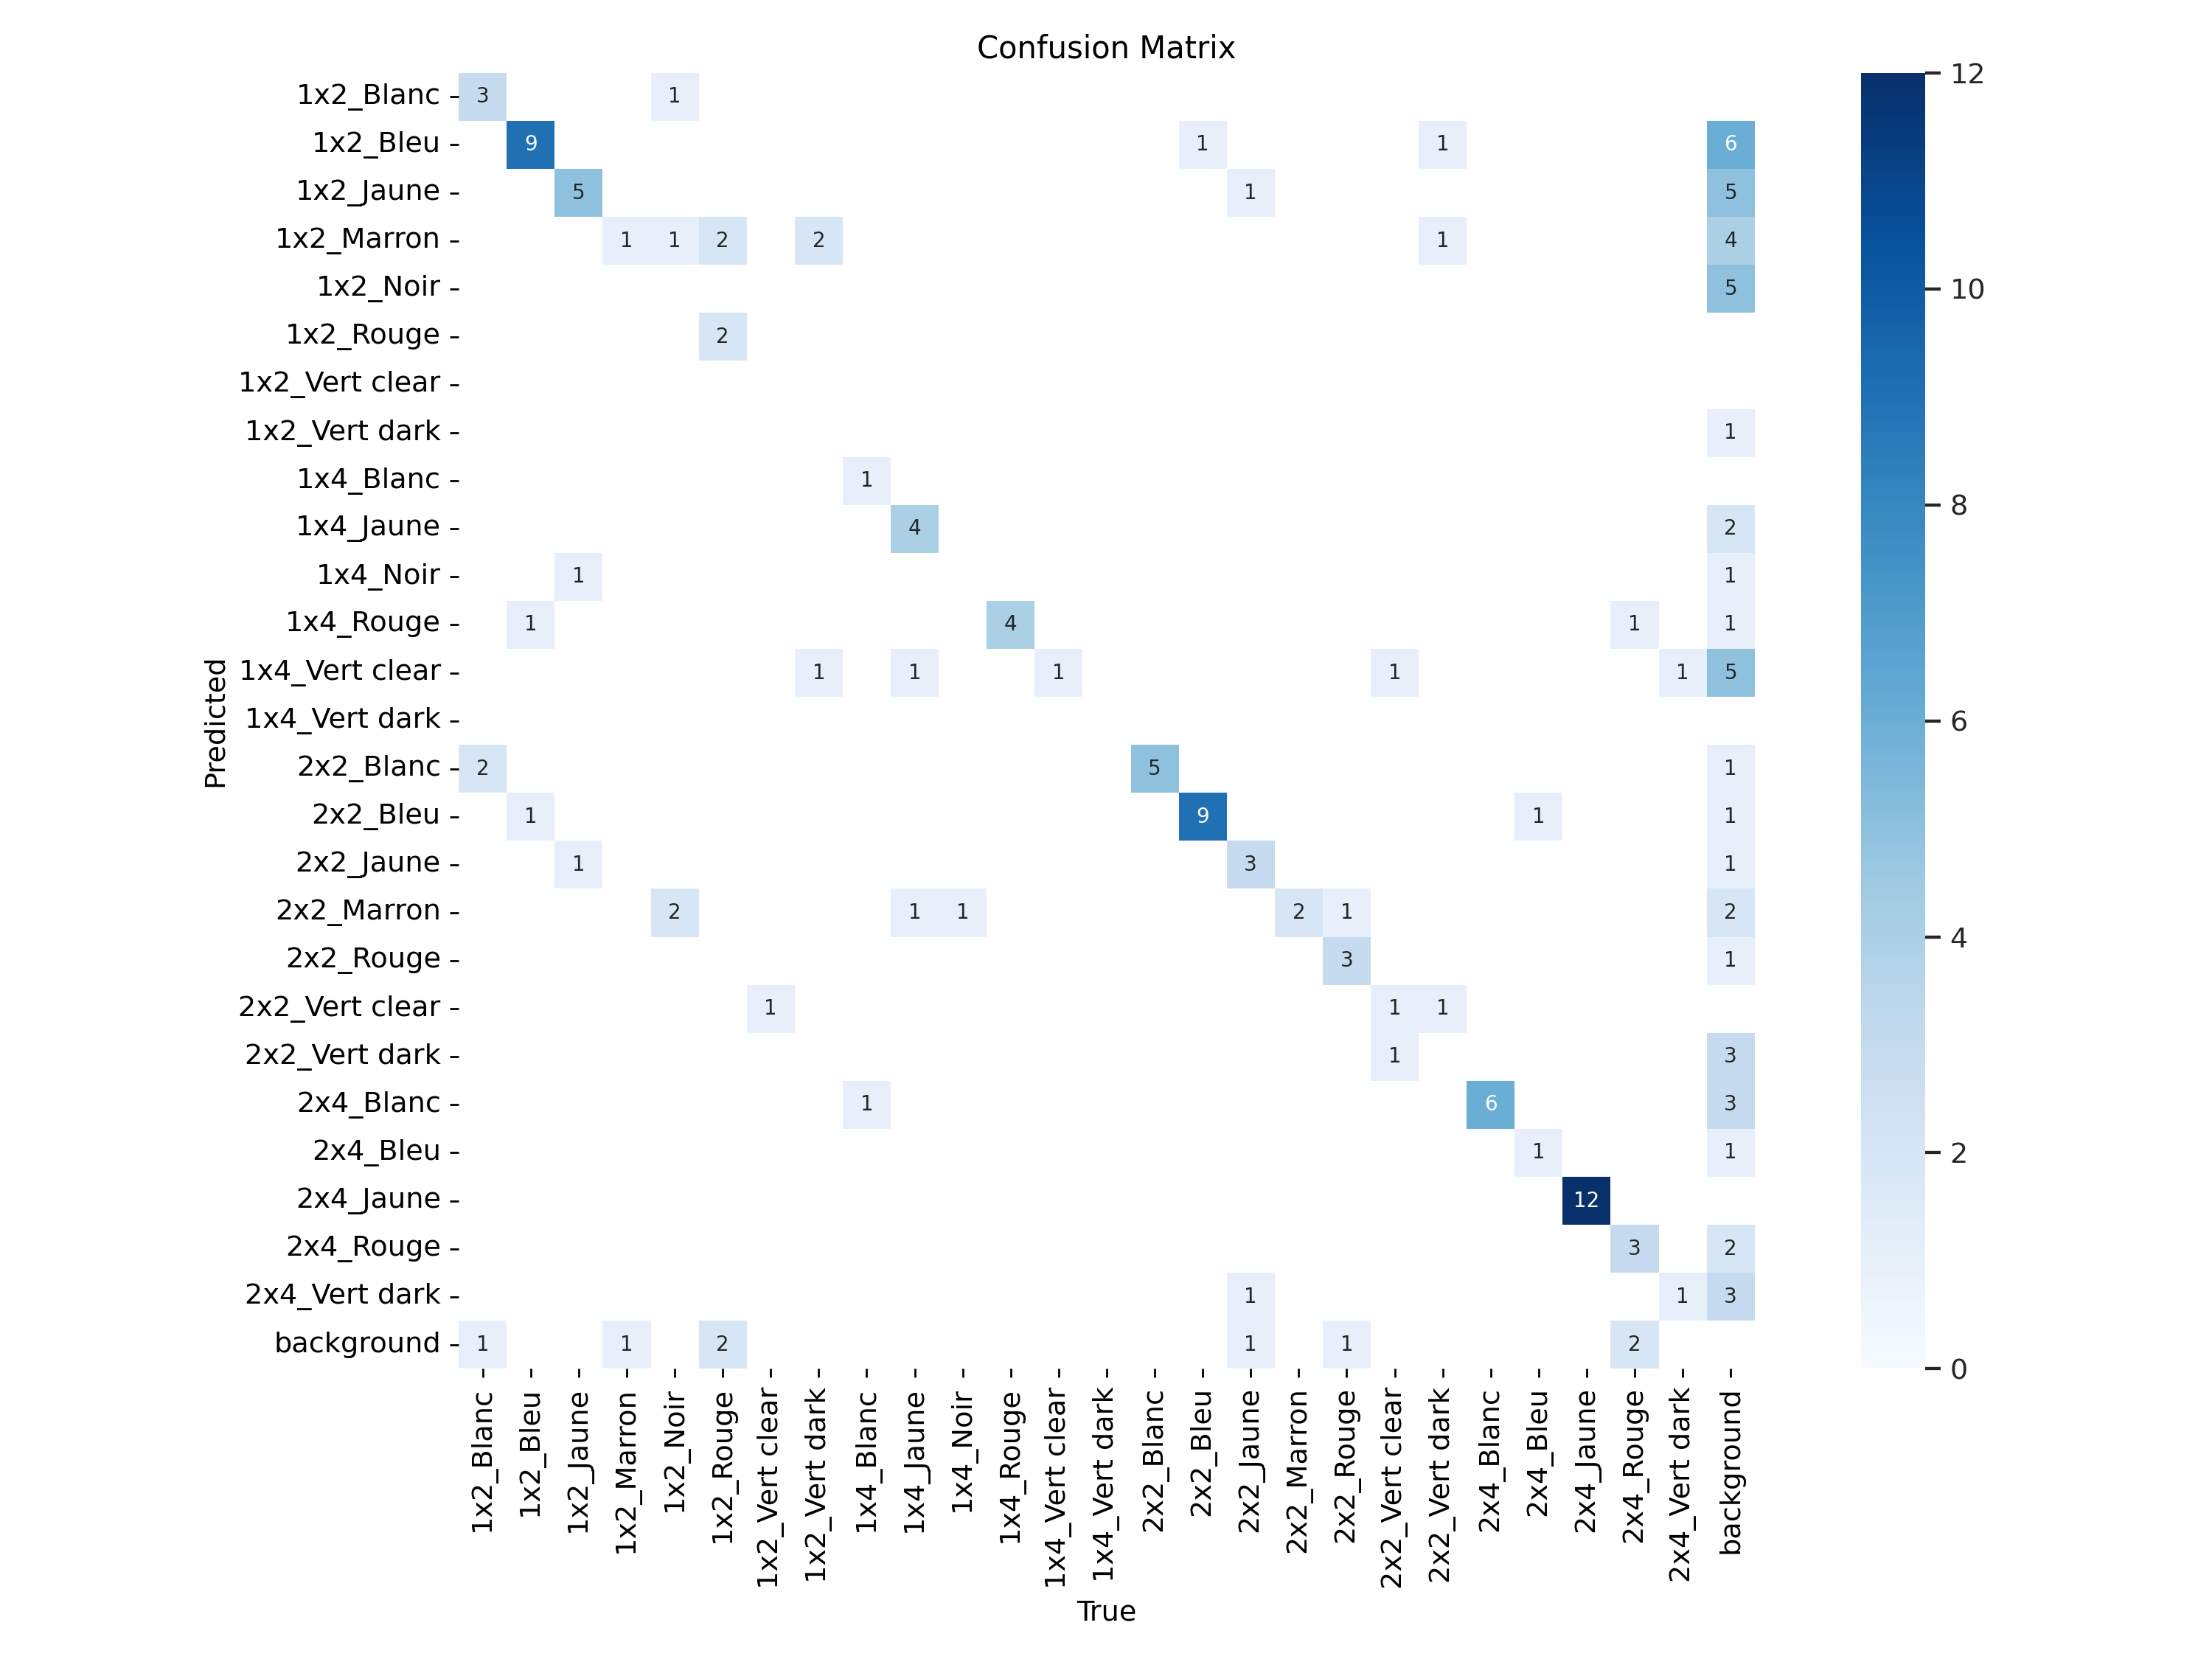 Confusion Matrix
1x2_Blanc 3 1
1x2_Bleu 9 1 1 6
1x2_Jaune 5 1 5
1x2_Marron 1 1 2 2 1 4
1x2_Noir 5
1x2_Rouge 2
1x2_Vert clear
1x2_Vert dark 1
1x4_Blanc 1
1x4_Jaune 4 2
1x4_Noir 1 1
1x4_Rouge 1 4 1 1
1x4_Vert clear 1 1 1 1 1 5
1x4_Vert dark
2x2_Blanc 2 5 1
2x2_Bleu 1 9 1 1
2x2_Jaune 1 3 1
2x2_Marron 2 1 1 2 1 2
2x2_Rouge 3 1
2x2_Vert clear 1 1 1
2x2_Vert dark 1 3
2x4_Blanc 1 6 3
2x4_Bleu 1 1
2x4_Jaune 12
2x4_Rouge 3 2
2x4_Vert dark 1 1 3
background 1 1 2 1 1 2
Predicted
1x2_Blanc
1x2_Bleu
1x2_Jaune
1x2_Marron
1x2_Noir
1x2_Rouge
1x2_Vert clear
1x2_Vert dark
1x4_Blanc
1x4_Jaune
1x4_Noir
1x4_Rouge
1x4_Vert clear
1x4_Vert dark
2x2_Blanc
2x2_Bleu
2x2_Jaune
2x2_Marron
2x2_Rouge
2x2_Vert clear
2x2_Vert dark
2x4_Blanc
2x4_Bleu
2x4_Jaune
2x4_Rouge
2x4_Vert dark
background
True
12
10
8
6
4
2
0